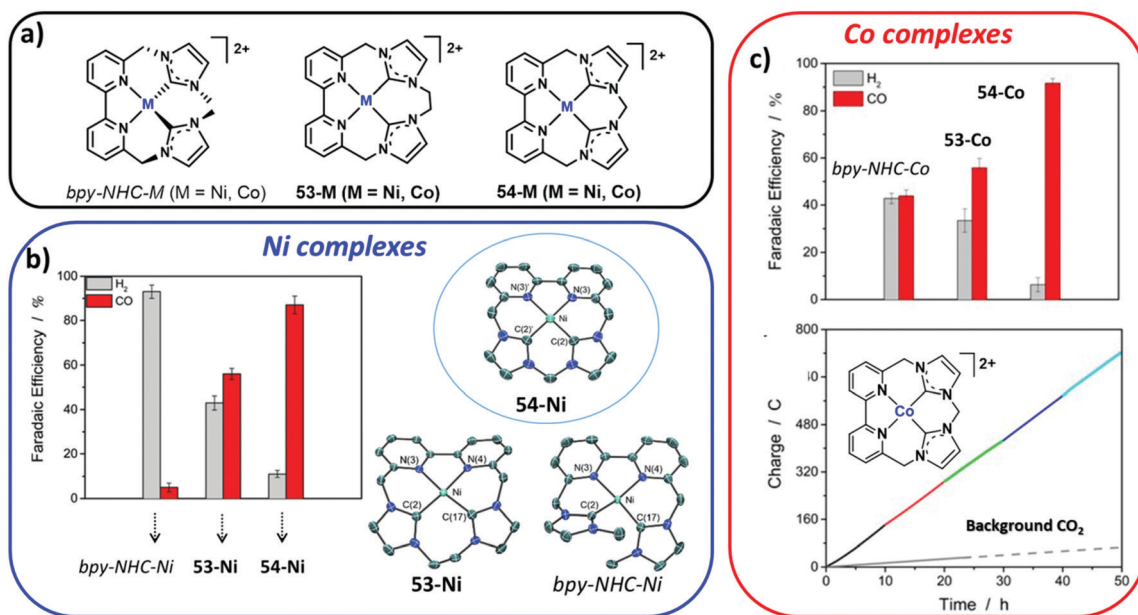 a)
2+
2+
2+
N
N
N
N
N
N
M
N
N
N
N
M
N
N
N
N
N
N
M
N
N
N
N
bpy-NHC-M (M = Ni, Co)
53-M (M = Ni, Co)
54-M (M = Ni, Co)
Ni complexes
b)
100
80
60
40
20
0
Faradaic Efficiency / %
H2
CO
bpy-NHC-Ni
53-Ni
54-Ni
N(3)'
N(3)
Ni
C(2)'
C(2)
54-Ni
N(3)
N(4)
Ni
C(2)
C(17)
53-Ni
N(3)
N(4)
Ni
C(2)
C(17)
bpy-NHC-Ni
Co complexes
c)
100
80
60
40
20
0
Faradaic Efficiency / %
H2
CO
bpy-NHC-Co
53-Co
54-Co
800
480
320
160
0
Charge / C
2+
N
N
N
Co
N
N
N
Background CO2
0
10
20
30
40
50
Time / h